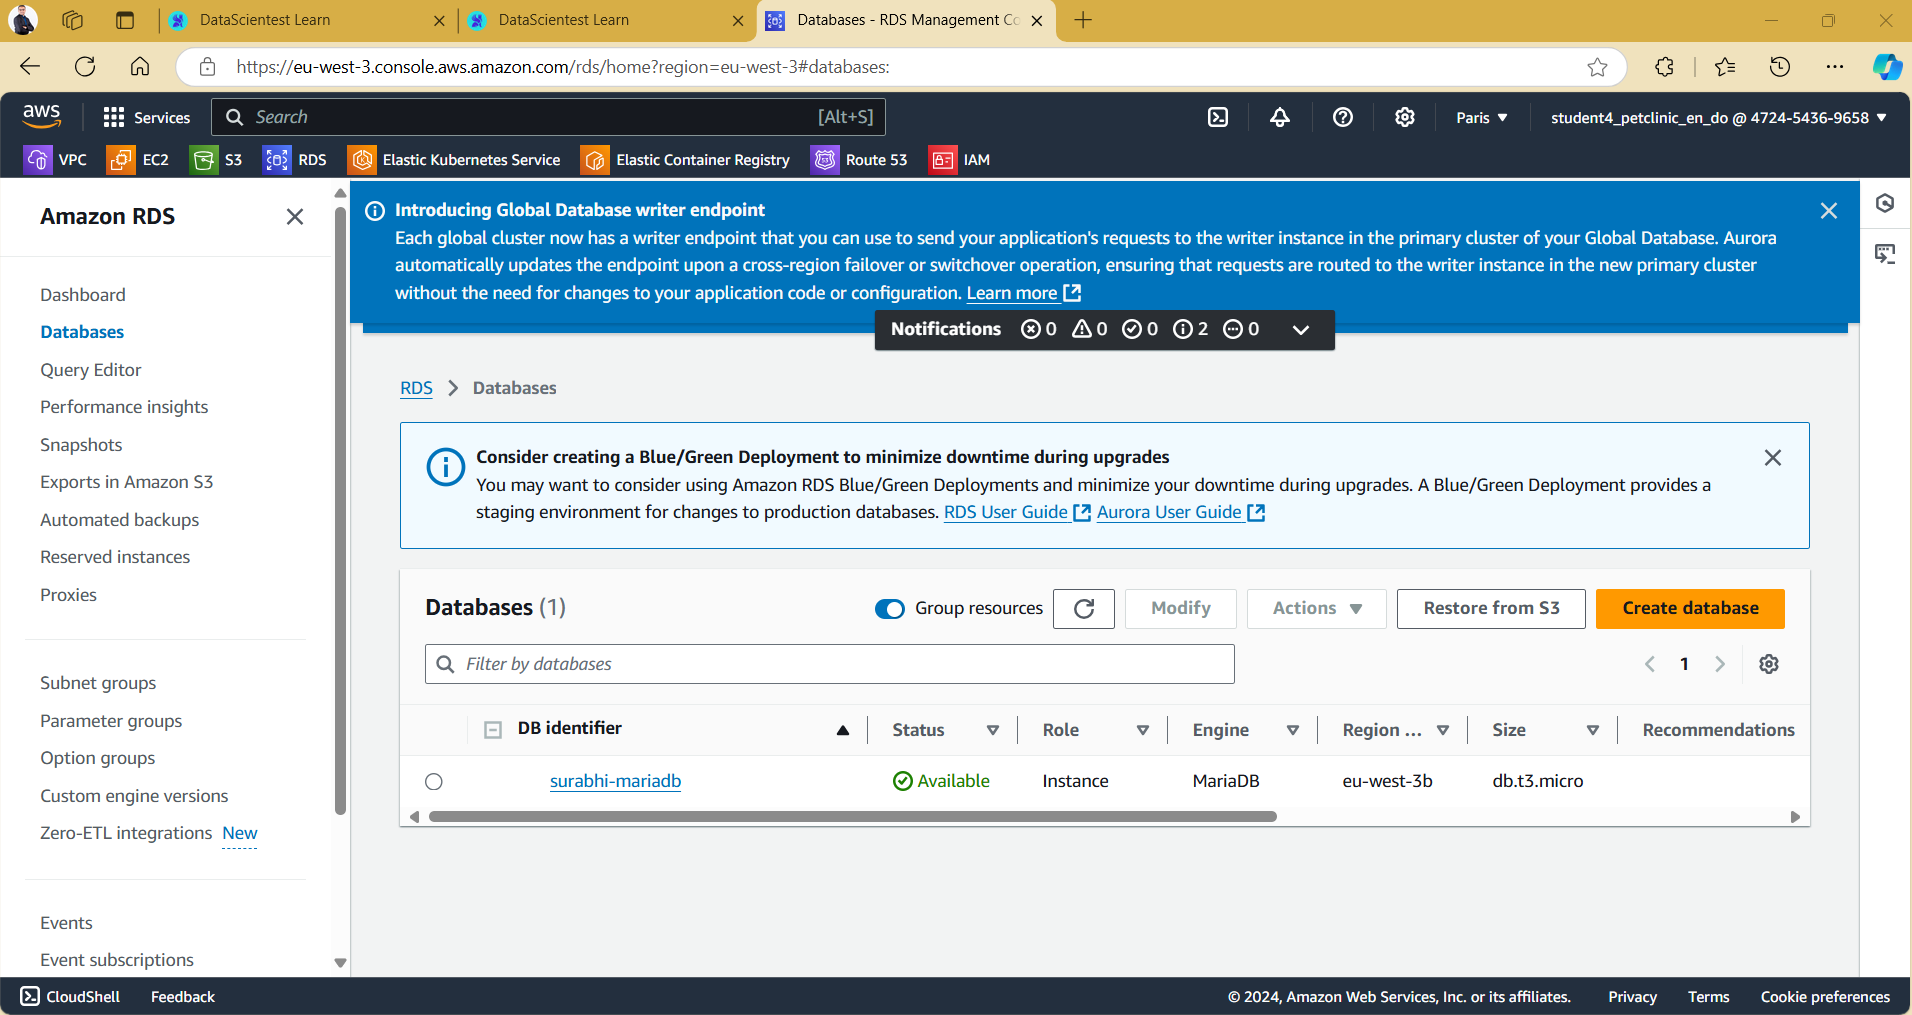 DataScientest Learn
DataScientest Learn
Databases - RDS Management Co
https://eu-west-3.console.aws.amazon.com/rds/home?region=eu-west-3#databases:
aws
Services
Search
[Alt+S]
Paris
student4_petclinic_en_do @ 4724-5436-9658
VPC
EC2
S3
RDS
Elastic Kubernetes Service
Elastic Container Registry
Route 53
IAM
Amazon RDS
Dashboard
Databases
Query Editor
Performance insights
Snapshots
Exports in Amazon S3
Automated backups
Reserved instances
Proxies
Subnet groups
Parameter groups
Option groups
Custom engine versions
Zero-ETL integrations New
Events
Event subscriptions
Introducing Global Database writer endpoint
Each global cluster now has a writer endpoint that you can use to send your application's requests to the writer instance in the primary cluster of your Global Database. Aurora
automatically updates the endpoint upon a cross-region failover or switchover operation, ensuring that requests are routed to the writer instance in the new primary cluster
without the need for changes to your application code or configuration. Learn more
Notifications 0 0 0 2 0
RDS > Databases
Consider creating a Blue/Green Deployment to minimize downtime during upgrades
You may want to consider using Amazon RDS Blue/Green Deployments and minimize your downtime during upgrades. A Blue/Green Deployment provides a
staging environment for changes to production databases. RDS User Guide Aurora User Guide
Databases (1)
Group resources
Modify
Actions
Restore from S3
Create database
Filter by databases
1
DB identifier
Status
Role
Engine
Region ...
Size
Recommendations
surabhi-mariadb
Available
Instance
MariaDB
eu-west-3b
db.t3.micro
CloudShell
Feedback
© 2024, Amazon Web Services, Inc. or its affiliates.
Privacy
Terms
Cookie preferences